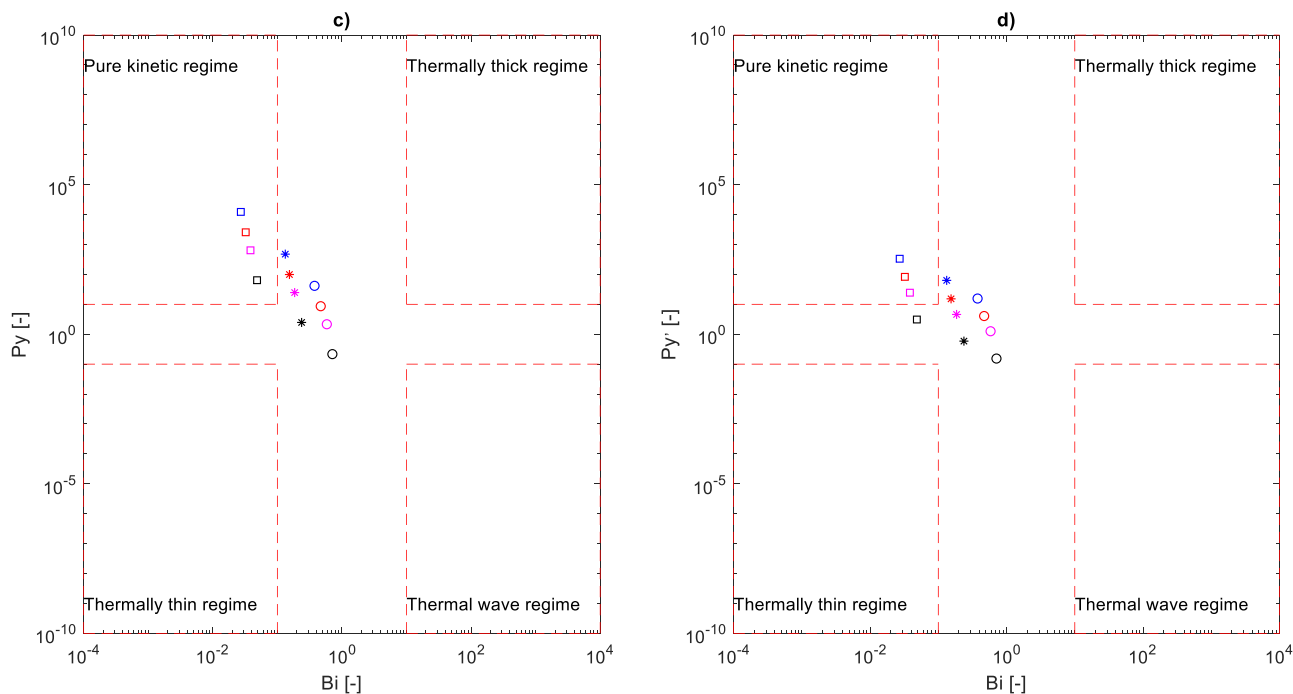 c)
10^10
Pure kinetic regime
Thermally thick regime
10^5
Py [-]
10^0
10^-5
Thermally thin regime
Thermal wave regime
10^-10
10^-4
10^-2
10^0
10^2
10^4
Bi [-]
d)
10^10
Pure kinetic regime
Thermally thick regime
10^5
Py' [-]
10^0
10^-5
Thermally thin regime
Thermal wave regime
10^-10
10^-4
10^-2
10^0
10^2
10^4
Bi [-]